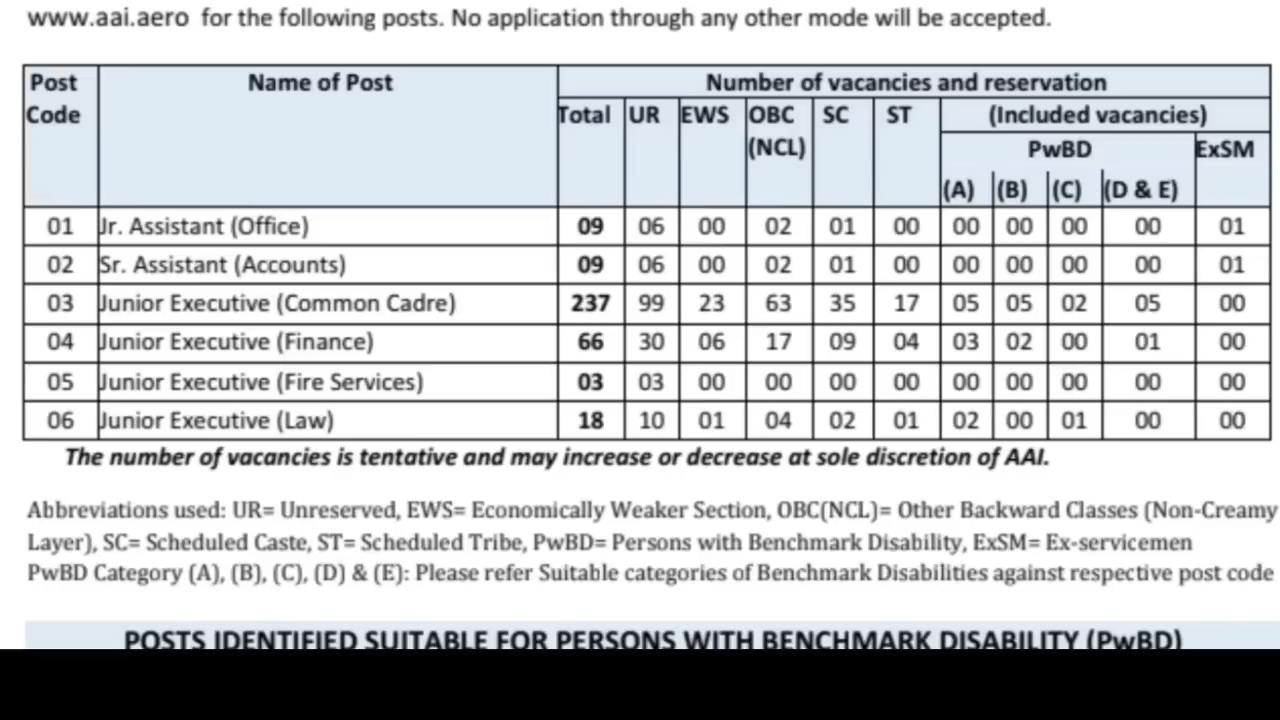 www.aai.aero for the following posts. No application through any other mode will be accepted.
Post Code Name of Post Number of vacancies and reservation
Total UR EWS OBC (NCL) SC ST (Included vacancies)
PwBD ExSM
(A) (B) (C) (D & E)
01 Jr. Assistant (Office) 09 06 00 02 01 00 00 00 00 00 01
02 Sr. Assistant (Accounts) 09 06 00 02 01 00 00 00 00 00 01
03 Junior Executive (Common Cadre) 237 99 23 63 35 17 05 05 02 05 00
04 Junior Executive (Finance) 66 30 06 17 09 04 03 02 00 01 00
05 Junior Executive (Fire Services) 03 03 00 00 00 00 00 00 00 00 00
06 Junior Executive (Law) 18 10 01 04 02 01 02 00 01 00 00
The number of vacancies is tentative and may increase or decrease at sole discretion of AAI.
Abbreviations used: UR= Unreserved, EWS= Economically Weaker Section, OBC(NCL)= Other Backward Classes (Non-Creamy
Layer), SC= Scheduled Caste, ST= Scheduled Tribe, PwBD= Persons with Benchmark Disability, ExSM= Ex-servicemen
PwBD Category (A), (B), (C), (D) & (E): Please refer Suitable categories of Benchmark Disabilities against respective post code
POSTS IDENTIFIED SUITABLE FOR PERSONS WITH BENCHMARK DISABILITY (PwBD)